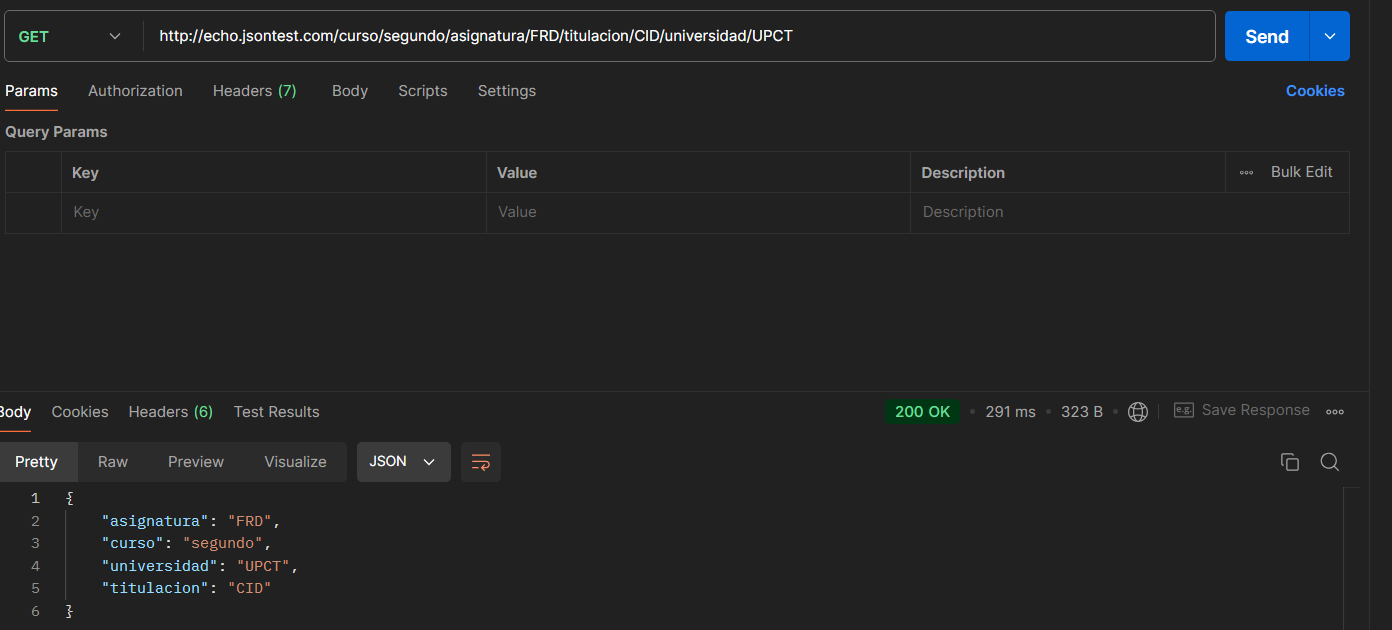 GET http://echo.jsontest.com/curso/segundo/asignatura/FRD/titulacion/CID/universidad/UPCT Send
Params Authorization Headers (7) Body Scripts Settings Cookies
Query Params
Key Value Description Bulk Edit
Key Value Description
Body Cookies Headers (6) Test Results 200 OK 291 ms 323 B e.g. Save Response
Pretty Raw Preview Visualize JSON
1 {
2 "asignatura": "FRD",
3 "curso": "segundo",
4 "universidad": "UPCT",
5 "titulacion": "CID"
6 }